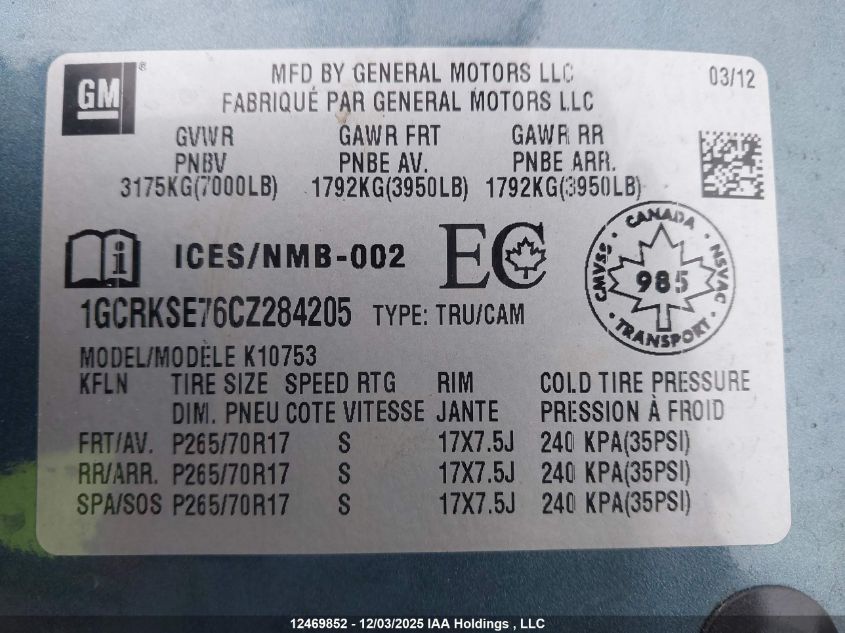 GM
MFD BY GENERAL MOTORS LLC
FABRIQUÉ PAR GENERAL MOTORS LLC
03/12
GVWR GAWR FRT GAWR RR
PNBV PNBE AV. PNBE ARR.
3175KG(7000LB) 1792KG(3950LB) 1792KG(3950LB)
i ICES/NMB-002 EC
CANADA
CMVSS 985 NSVAC
TRANSPORT
1GCRKSE76CZ284205 TYPE: TRU/CAM
MODEL/MODÈLE K10753
KFLN TIRE SIZE SPEED RTG RIM COLD TIRE PRESSURE
DIM. PNEU COTE VITESSE JANTE PRESSION À FROID
FRT/AV. P265/70R17 S 17X7.5J 240 KPA(35PSI)
RR/ARR. P265/70R17 S 17X7.5J 240 KPA(35PSI)
SPA/SOS P265/70R17 S 17X7.5J 240 KPA(35PSI)
12469852 - 12/03/2025 IAA Holdings , LLC